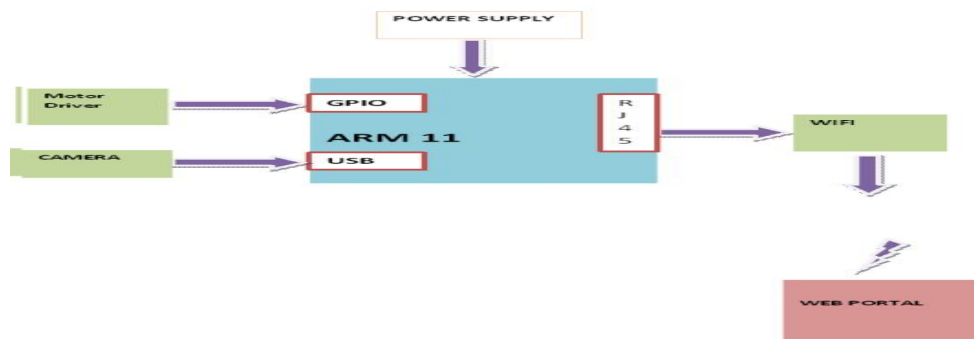 POWER SUPPLY
Motor
Driver
GPIO
ARM 11
CAMERA
USB
R
J
4
5
WIFI
WEB PORTAL